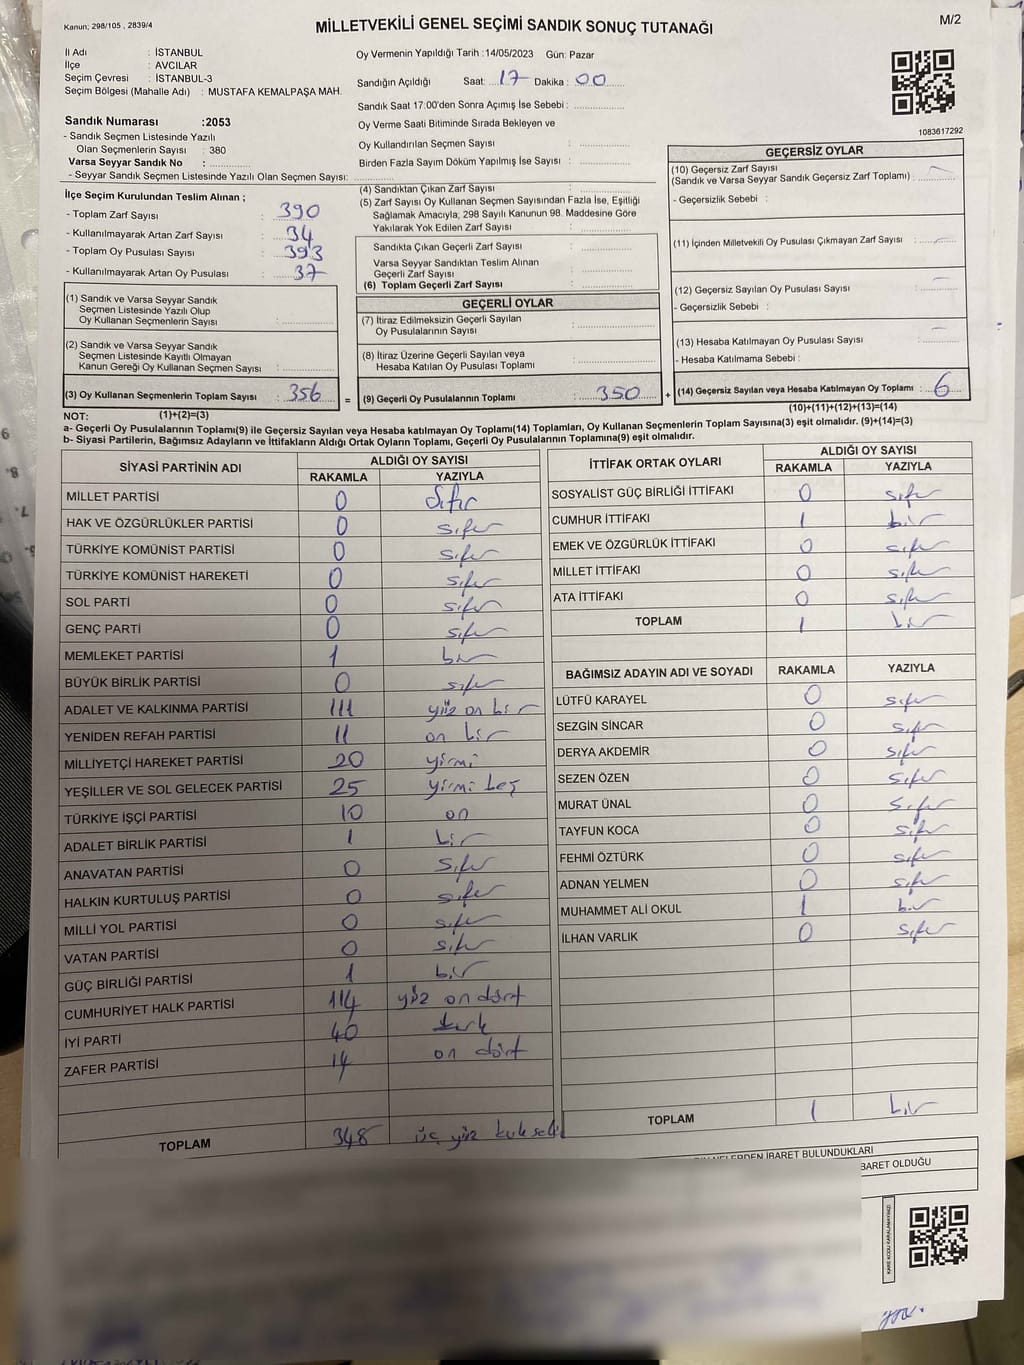 Kanun; 298/105 , 2839/4
MİLLETVEKİLİ GENEL SEÇİMİ SANDIK SONUÇ TUTANAĞI
M/2
İl Adı : İSTANBUL
İlçe : AVCILAR
Seçim Çevresi : İSTANBUL-3
Seçim Bölgesi (Mahalle Adı) : MUSTAFA KEMALPAŞA MAH.
Sandık Numarası :2053
- Sandık Seçmen Listesinde Yazılı
Olan Seçmenlerin Sayısı : 380
Varsa Seyyar Sandık No :
- Seyyar Sandık Seçmen Listesinde Yazılı Olan Seçmen Sayısı:
Oy Vermenin Yapıldığı Tarih :14/05/2023 Gün: Pazar
Sandığın Açıldığı Saat: 17 Dakika : 00
Sandık Saat 17:00'den Sonra Açımış İse Sebebi :
Oy Verme Saati Bitiminde Sırada Bekleyen ve
Oy Kullandırılan Seçmen Sayısı :
Birden Fazla Sayım Döküm Yapılmış İse Sayısı :
1083617292
İlçe Seçim Kurulundan Teslim Alınan ;
- Toplam Zarf Sayısı : 390
- Kullanılmayarak Artan Zarf Sayısı : 34
- Toplam Oy Pusulası Sayısı : 393
- Kullanılmayarak Artan Oy Pusulası : 37
(1) Sandık ve Varsa Seyyar Sandık
Seçmen Listesinde Yazılı Olup
Oy Kullanan Seçmenlerin Sayısı :
(2) Sandık ve Varsa Seyyar Sandık
Seçmen Listesinde Kayıtlı Olmayan
Kanun Gereği Oy Kullanan Seçmen Sayısı :
(3) Oy Kullanan Seçmenlerin Toplam Sayısı : 356 =
(4) Sandıktan Çıkan Zarf Sayısı :
(5) Zarf Sayısı Oy Kullanan Seçmen Sayısından Fazla İse, Eşitliği
Sağlamak Amacıyla; 298 Sayılı Kanunun 98. Maddesine Göre
Yakılarak Yok Edilen Zarf Sayısı :
Sandıkta Çıkan Geçerli Zarf Sayısı :
Varsa Seyyar Sandıktan Teslim Alınan
Geçerli Zarf Sayısı :
(6) Toplam Geçerli Zarf Sayısı :
GEÇERLİ OYLAR
(7) İtiraz Edilmeksizin Geçerli Sayılan
Oy Pusulalarının Sayısı :
(8) İtiraz Üzerine Geçerli Sayılan veya
Hesaba Katılan Oy Pusulası Toplamı :
(9) Geçerli Oy Pusulalarının Toplamı : 350 +
GEÇERSİZ OYLAR
(10) Geçersiz Zarf Sayısı
(Sandık ve Varsa Seyyar Sandık Geçersiz Zarf Toplamı) :
- Geçersizlik Sebebi :
(11) İçinden Milletvekili Oy Pusulası Çıkmayan Zarf Sayısı :
(12) Geçersiz Sayılan Oy Pusulası Sayısı :
- Geçersizlik Sebebi :
(13) Hesaba Katılmayan Oy Pusulası Sayısı :
- Hesaba Katılmama Sebebi :
(14) Geçersiz Sayılan veya Hesaba Katılmayan Oy Toplamı : 6
NOT: (1)+(2)=(3)
(10)+(11)+(12)+(13)=(14)
a- Geçerli Oy Pusulalarının Toplamı(9) ile Geçersiz Sayılan veya Hesaba Katılmayan Oy Toplamı(14) Toplamları, Oy Kullanan Seçmenlerin Toplam Sayısına(3) eşit olmalıdır. (9)+(14)=(3)
b- Siyasi Partilerin, Bağımsız Adayların ve İttifakların Aldığı Ortak Oyların Toplamı, Geçerli Oy Pusulalarının Toplamına(9) eşit olmalıdır.
SİYASİ PARTİNİN ADI ALDIĞI OY SAYISI
RAKAMLA YAZIYLA
MİLLET PARTİSİ 0 Sıfır
HAK VE ÖZGÜRLÜKLER PARTİSİ 0 sıfır
TÜRKİYE KOMÜNİST PARTİSİ 0 sıfır
TÜRKİYE KOMÜNİST HAREKETİ 0 sıfır
SOL PARTİ 0 sıfır
GENÇ PARTİ 0 sıfır
MEMLEKET PARTİSİ 1 bir
BÜYÜK BİRLİK PARTİSİ 0 sıfır
ADALET VE KALKINMA PARTİSİ 111 yüz on bir
YENİDEN REFAH PARTİSİ 11 on bir
MİLLİYETÇİ HAREKET PARTİSİ 20 yirmi
YEŞİLLER VE SOL GELECEK PARTİSİ 25 yirmi beş
TÜRKİYE İŞÇİ PARTİSİ 10 on
ADALET BİRLİK PARTİSİ 1 bir
ANAVATAN PARTİSİ 0 sıfır
HALKIN KURTULUŞ PARTİSİ 0 sıfır
MİLLİ YOL PARTİSİ 0 sıfır
VATAN PARTİSİ 0 sıfır
GÜÇ BİRLİĞİ PARTİSİ 1 bir
CUMHURİYET HALK PARTİSİ 114 yüz on dört
İYİ PARTİ 40 kırk
ZAFER PARTİSİ 14 on dört
TOPLAM 348 üç yüz
İTTİFAK ORTAK OYLARI ALDIĞI OY SAYISI
RAKAMLA YAZIYLA
SOSYALİST GÜÇ BİRLİĞİ İTTİFAKI 0 sıfır
CUMHUR İTTİFAKI 1 bir
EMEK VE ÖZGÜRLÜK İTTİFAKI 0 sıfır
MİLLET İTTİFAKI 0 sıfır
ATA İTTİFAKI 0 sıfır
TOPLAM 1 bir
BAĞIMSIZ ADAYIN ADI VE SOYADI RAKAMLA YAZIYLA
LÜTFÜ KARAYEL 0 sıfır
SEZGİN SİNCAR 0 sıfır
DERYA AKDEMİR 0 sıfır
SEZEN ÖZEN 0 sıfır
MURAT ÜNAL 0 sıfır
TAYFUN KOCA 0 sıfır
FEHMİ ÖZTÜRK 0 sıfır
ADNAN YELMEN 0 sıfır
MUHAMMET ALİ OKUL 1 bir
İLHAN VARLIK 0 sıfır
TOPLAM 1 bir
NELERDEN İBARET BULUNDUKLARI
İBARET OLDUĞU